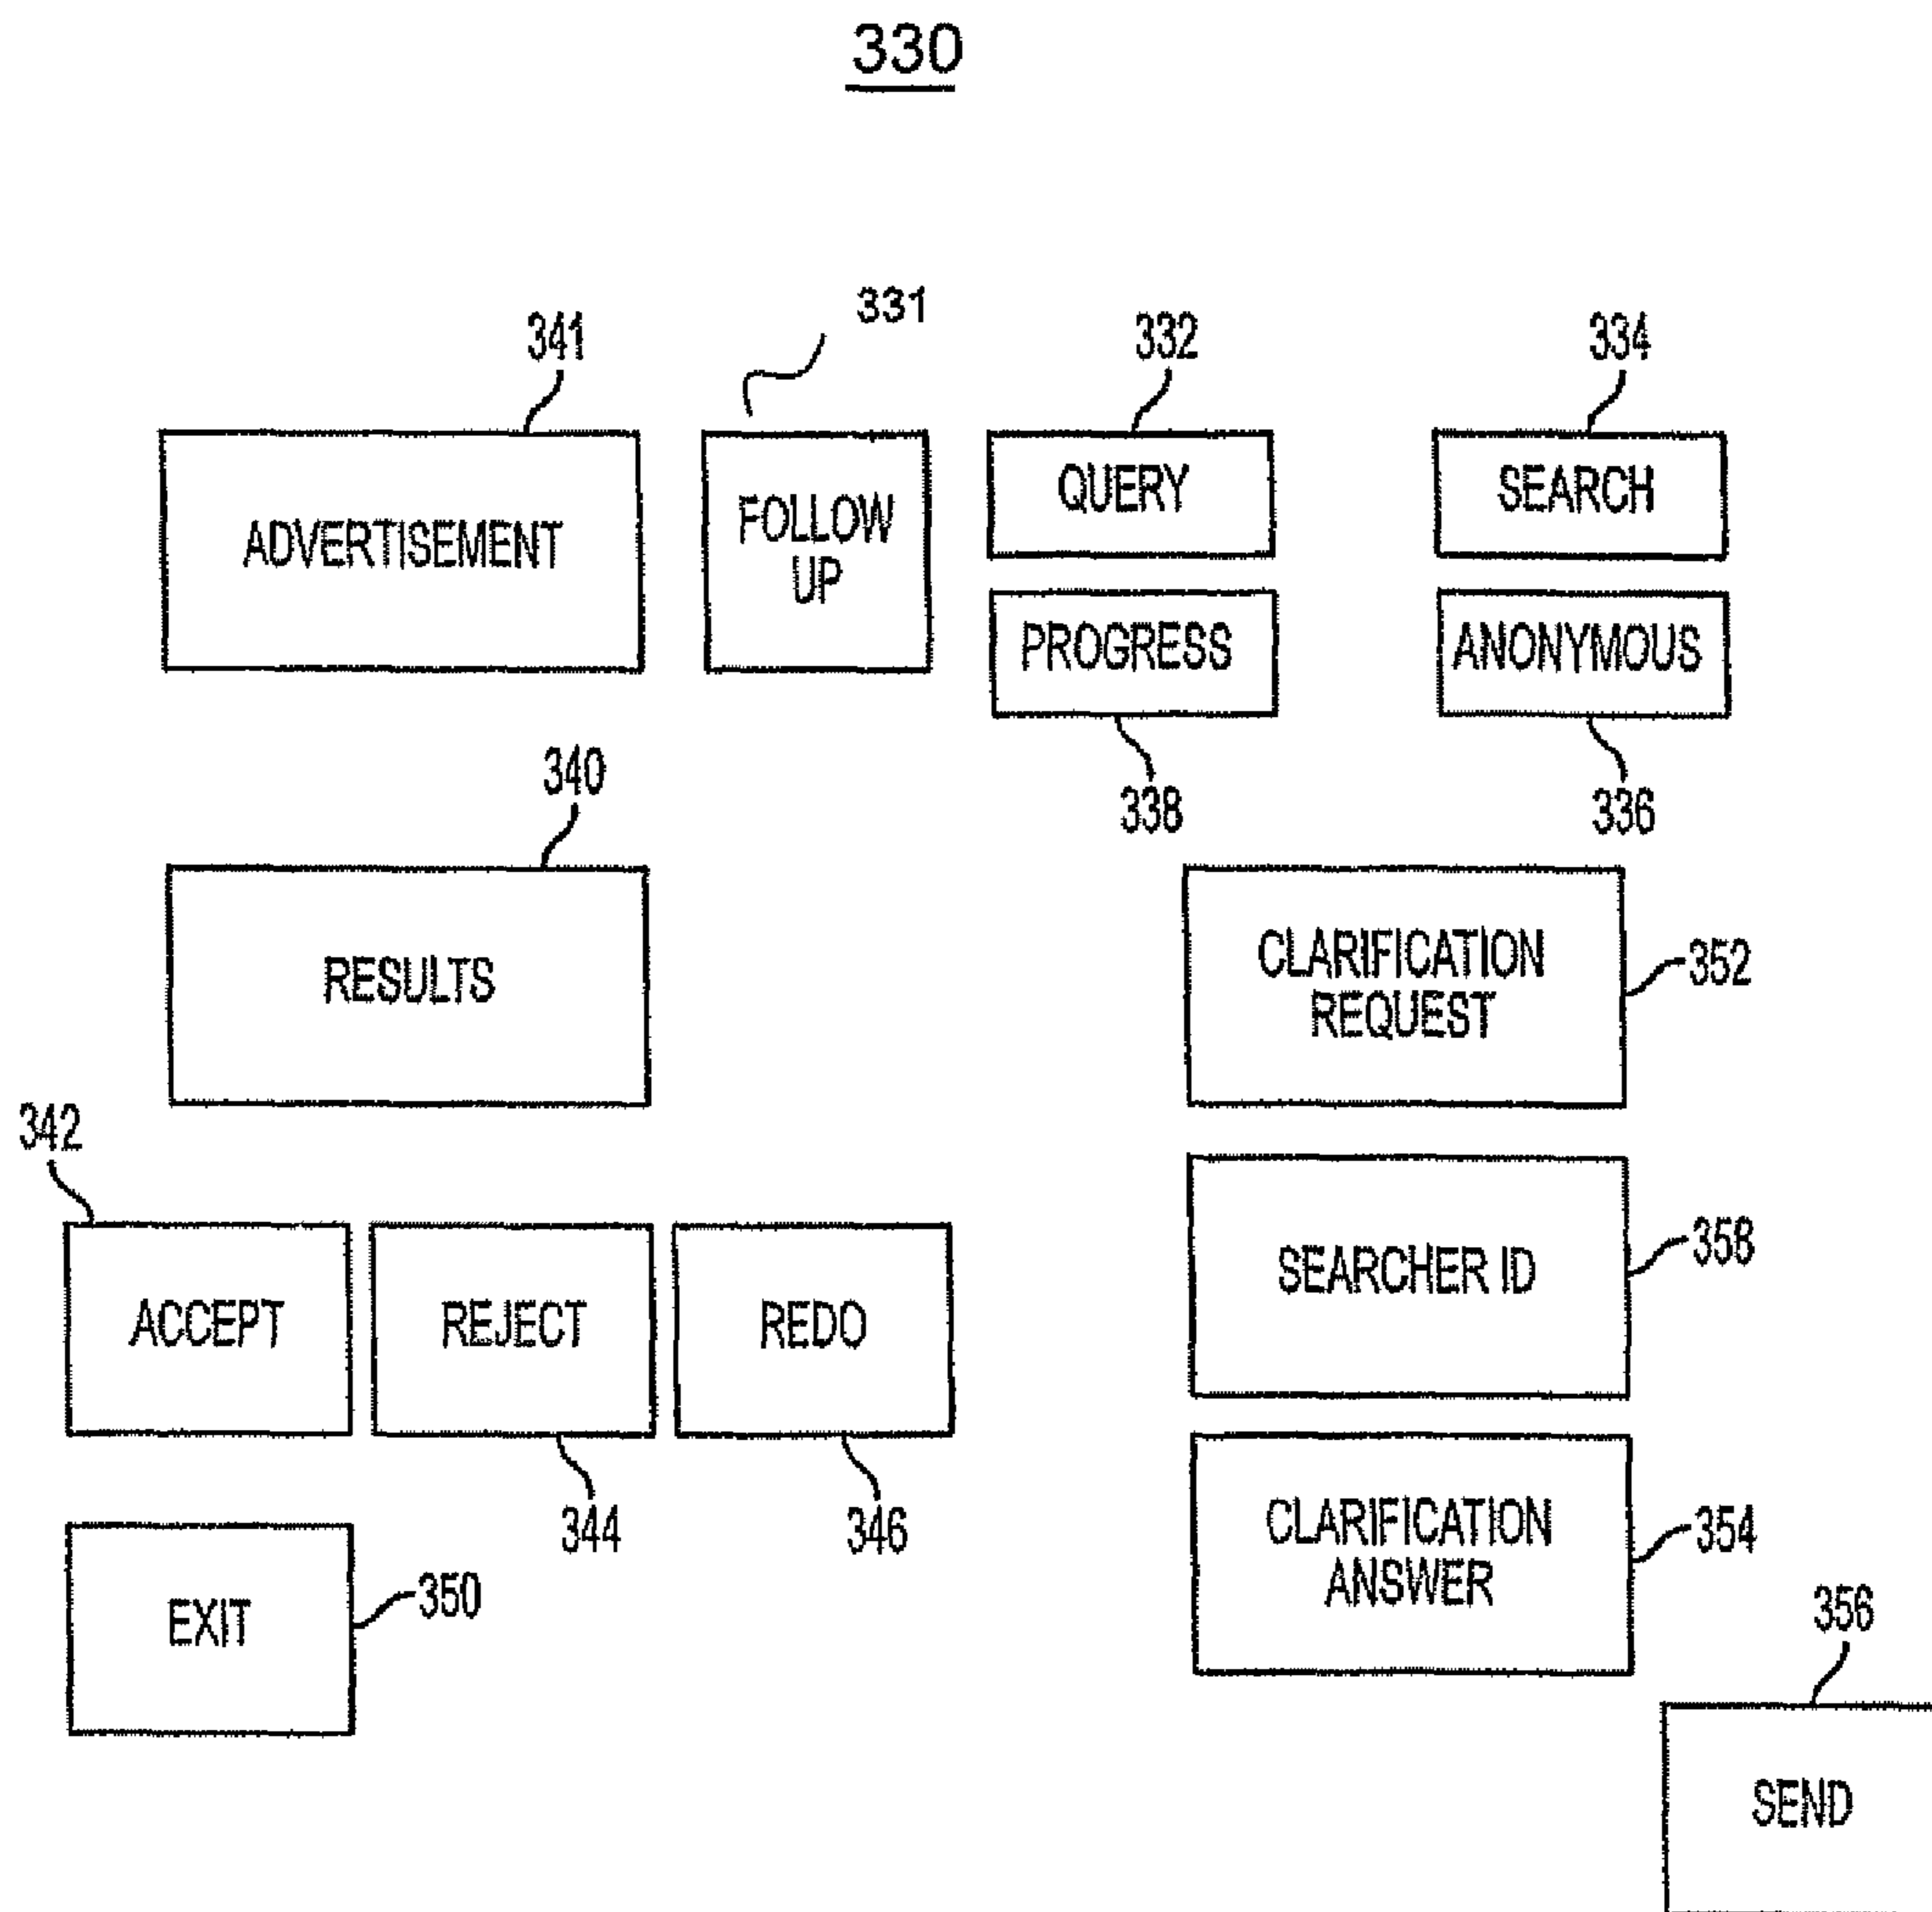 330
341
331
332
334
ADVERTISEMENT
FOLLOW
UP
QUERY
SEARCH
PROGRESS
ANONYMOUS
338
336
340
RESULTS
CLARIFICATION
REQUEST
352
342
ACCEPT
REJECT
REDO
SEARCHER ID
358
344
346
CLARIFICATION
ANSWER
354
EXIT
350
356
SEND